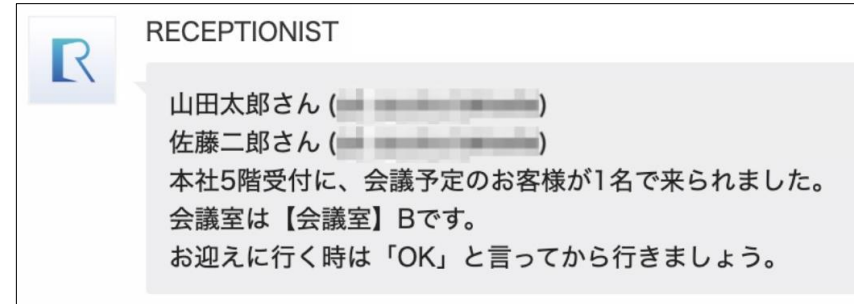 RECEPTIONIST
山田太郎さん ( )
佐藤二郎さん ( )
本社5階受付に、会議予定のお客様が1名で来られました。
会議室は【会議室】Bです。
お迎えに行く時は「OK」と言ってから行きましょう。